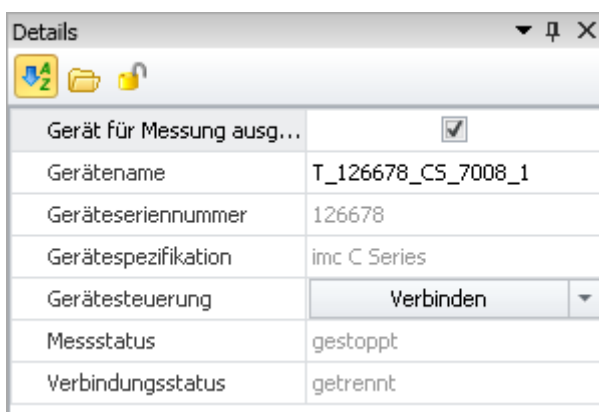 Details
Gerät für Messung ausg...
Gerätename T_126678_CS_7008_1
Geräteseriennummer 126678
Gerätespezifikation imc C Series
Gerätesteuerung Verbinden
Messstatus gestoppt
Verbindungsstatus getrennt